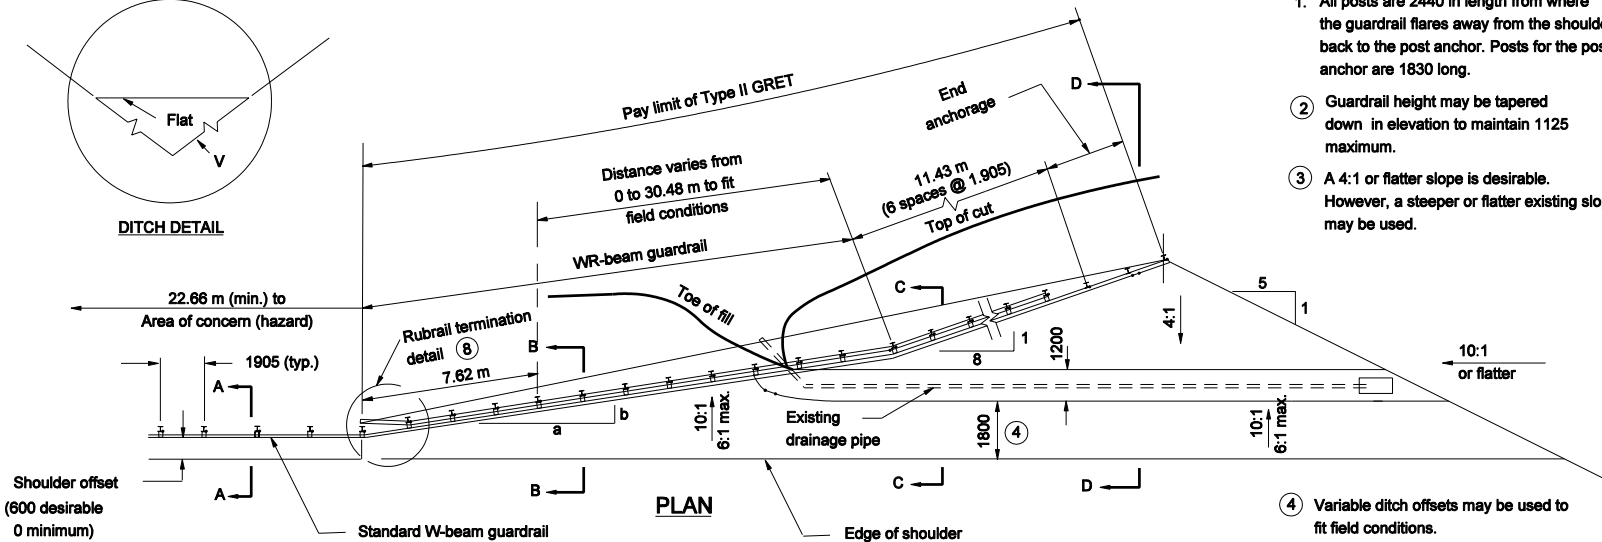 1. All posts are 2440 in length from where
the guardrail flares away from the
back to the post anchor. Posts for the
anchor are 1830 long.
2 Guardrail height may be tapered
down in elevation to maintain 1125
maximum.
3 A 4:1 or flatter slope is desirable.
However, a steeper or flatter existing
may be used.
Flat
V
DITCH DETAIL
Pay limit of Type II GRET
End
anchorage
D
Distance varies from
0 to 30.48 m to fit
field conditions
11.43 m
(6 spaces @ 1.905)
Top of cut
WR-beam guardrail
Toe of fill
22.66 m (min.) to
Area of concern (hazard)
Rubrail termination
detail 8
1905 (typ.)
7.62 m
A
B
C
5
1
4:1
8
1
1200
10:1
or flatter
a
b
10:1
6:1 max.
Existing
drainage pipe
1800
4
10:1
6:1 max.
Shoulder offset
(600 desirable
0 minimum)
A
B
C
D
PLAN
Standard W-beam guardrail
Edge of shoulder
4 Variable ditch offsets may be used to
fit field conditions.